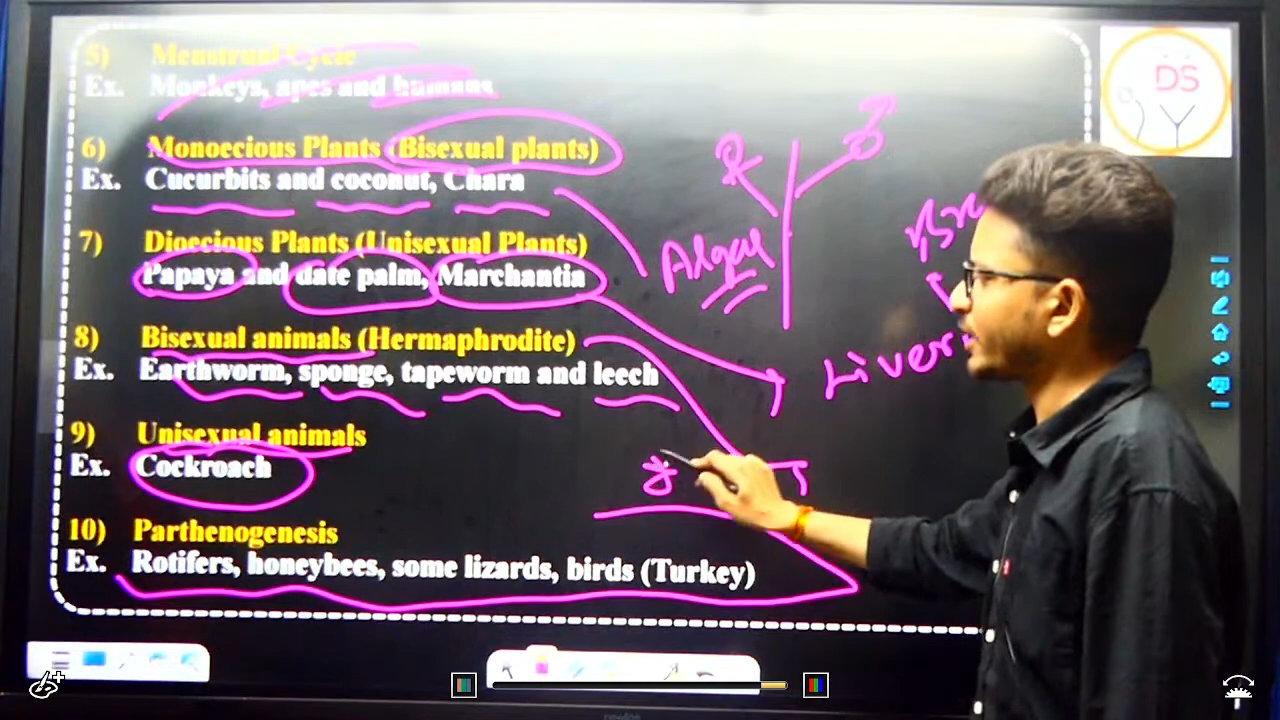 5) Menstrual Cycle
Ex. Monkeys, apes and humans
6) Monoecious Plants (Bisexual plants)
Ex. Cucurbits and coconut, Chara
7) Dioecious Plants (Unisexual Plants)
Papaya and date palm, Marchantia
8) Bisexual animals (Hermaphrodite)
Ex. Earthworm, sponge, tapeworm and leech
9) Unisexual animals
Ex. Cockroach
10) Parthenogenesis
Ex. Rotifers, honeybees, some lizards, birds (Turkey)
DS
♀ ♂
Algae